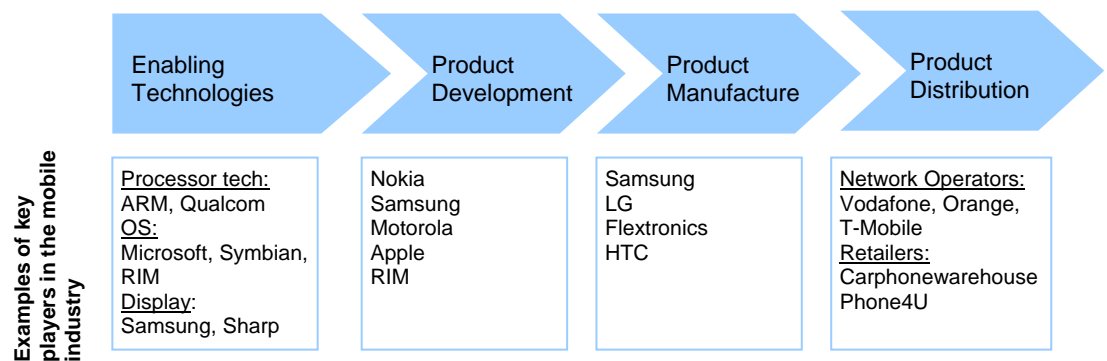 Enabling
Technologies
Product
Development
Product
Manufacture
Product
Distribution
Examples of key
players in the mobile
industry
Processor tech:
ARM, Qualcom
OS:
Microsoft, Symbian,
RIM
Display:
Samsung, Sharp
Nokia
Samsung
Motorola
Apple
RIM
Samsung
LG
Flextronics
HTC
Network Operators:
Vodafone, Orange,
T-Mobile
Retailers:
Carphonewarehouse
Phone4U